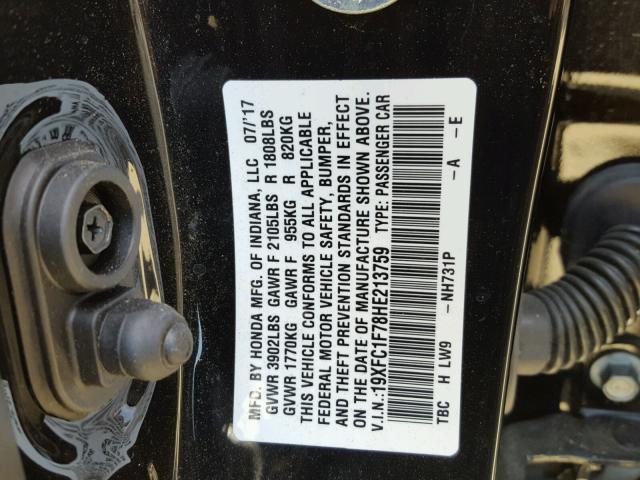 MFD. BY HONDA MFG. OF INDIANA, LLC 07/'17
GVWR 3902LBS GAWR F 2105LBS R 1808LBS
GVWR 1770KG GAWR F 955KG R 820KG
THIS VEHICLE CONFORMS TO ALL APPLICABLE
FEDERAL MOTOR VEHICLE SAFETY, BUMPER,
AND THEFT PREVENTION STANDARDS IN EFFECT
ON THE DATE OF MANUFACTURE SHOWN ABOVE.
V.I.N.:19XFC1F78HE213759 TYPE: PASSENGER CAR
TBC H LW9 -NH731P -A -E